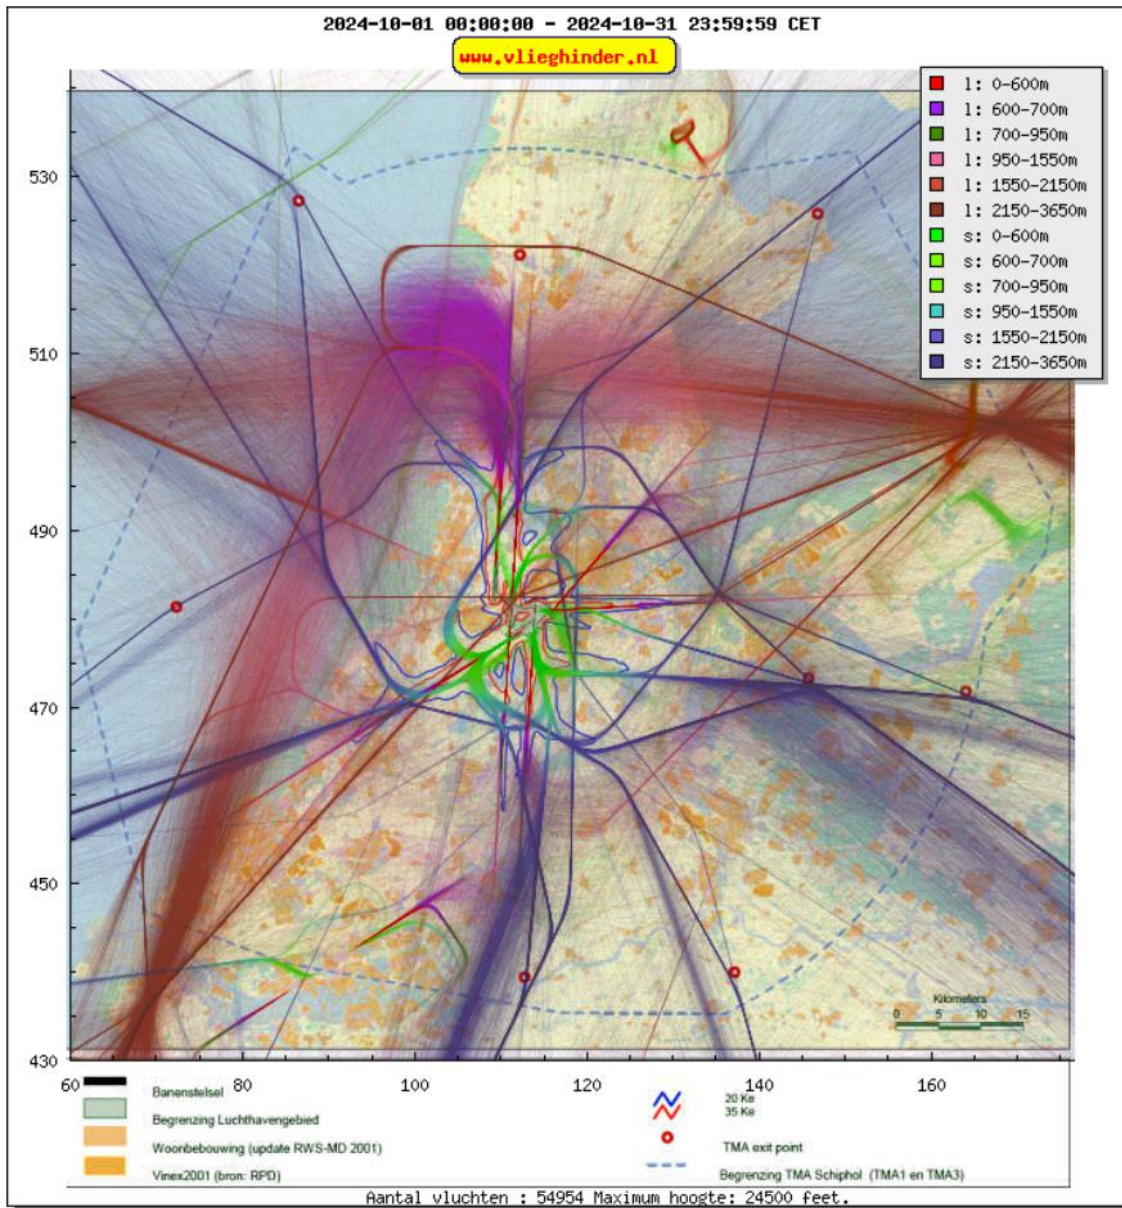 2024-10-01 00:00:00 - 2024-10-31 23:59:59 CET
www.vlieghinder.nl
l: 0-600m
l: 600-700m
l: 700-950m
l: 950-1550m
l: 1550-2150m
l: 2150-3650m
s: 0-600m
s: 600-700m
s: 700-950m
s: 950-1550m
s: 1550-2150m
s: 2150-3650m
530
510
490
470
450
430
Kilometers
0 5 10 15
60 80 100 120 140 160
Banenstelsel
Begrenzing Luchthavengebied
Woonbebouwing (update RWS-MD 2001)
Vinex2001 (bron: RPD)
20 Ke
35 Ke
TMA exit point
Begrenzing TMA Schiphol (TMA1 en TMA3)
Aantal vluchten : 54954 Maximum hoogte: 24500 feet.